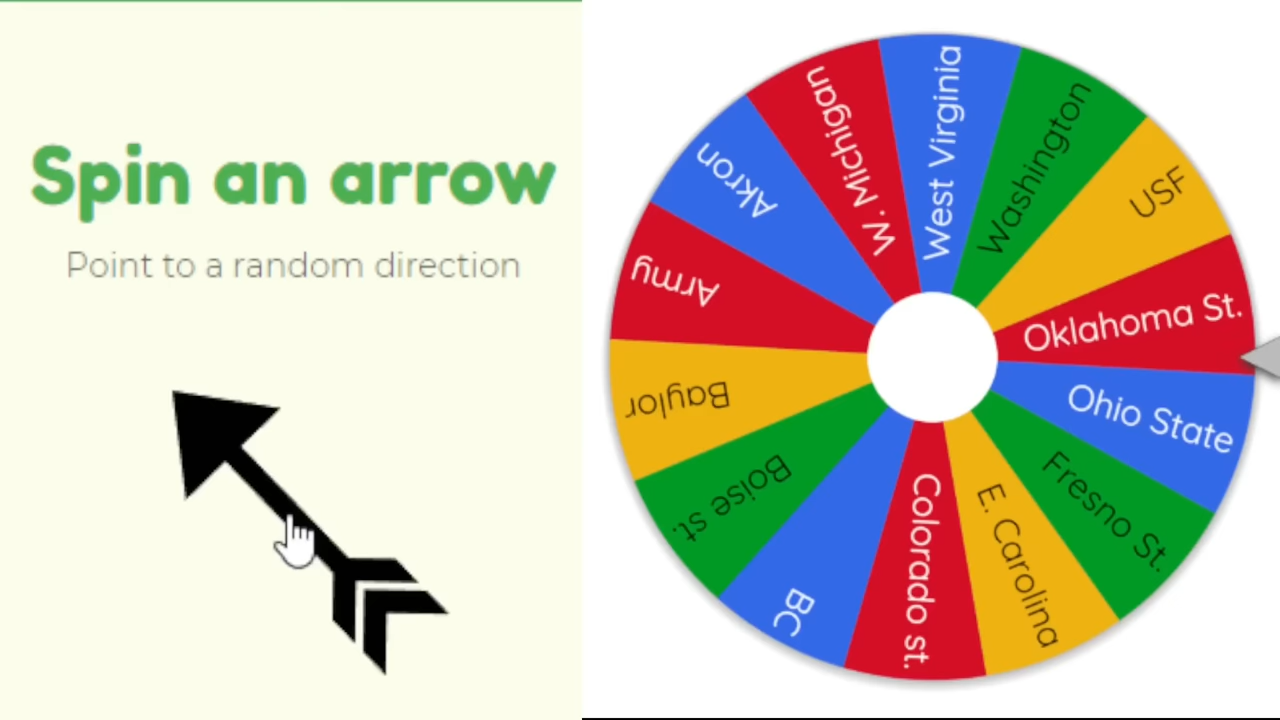 Spin an arrow
Point to a random direction
West Virginia
Washington
USF
Oklahoma St.
Ohio State
Fresno St.
E. Carolina
Colorado st.
BC
Boise st.
Baylor
Army
Akron
W. Michigan